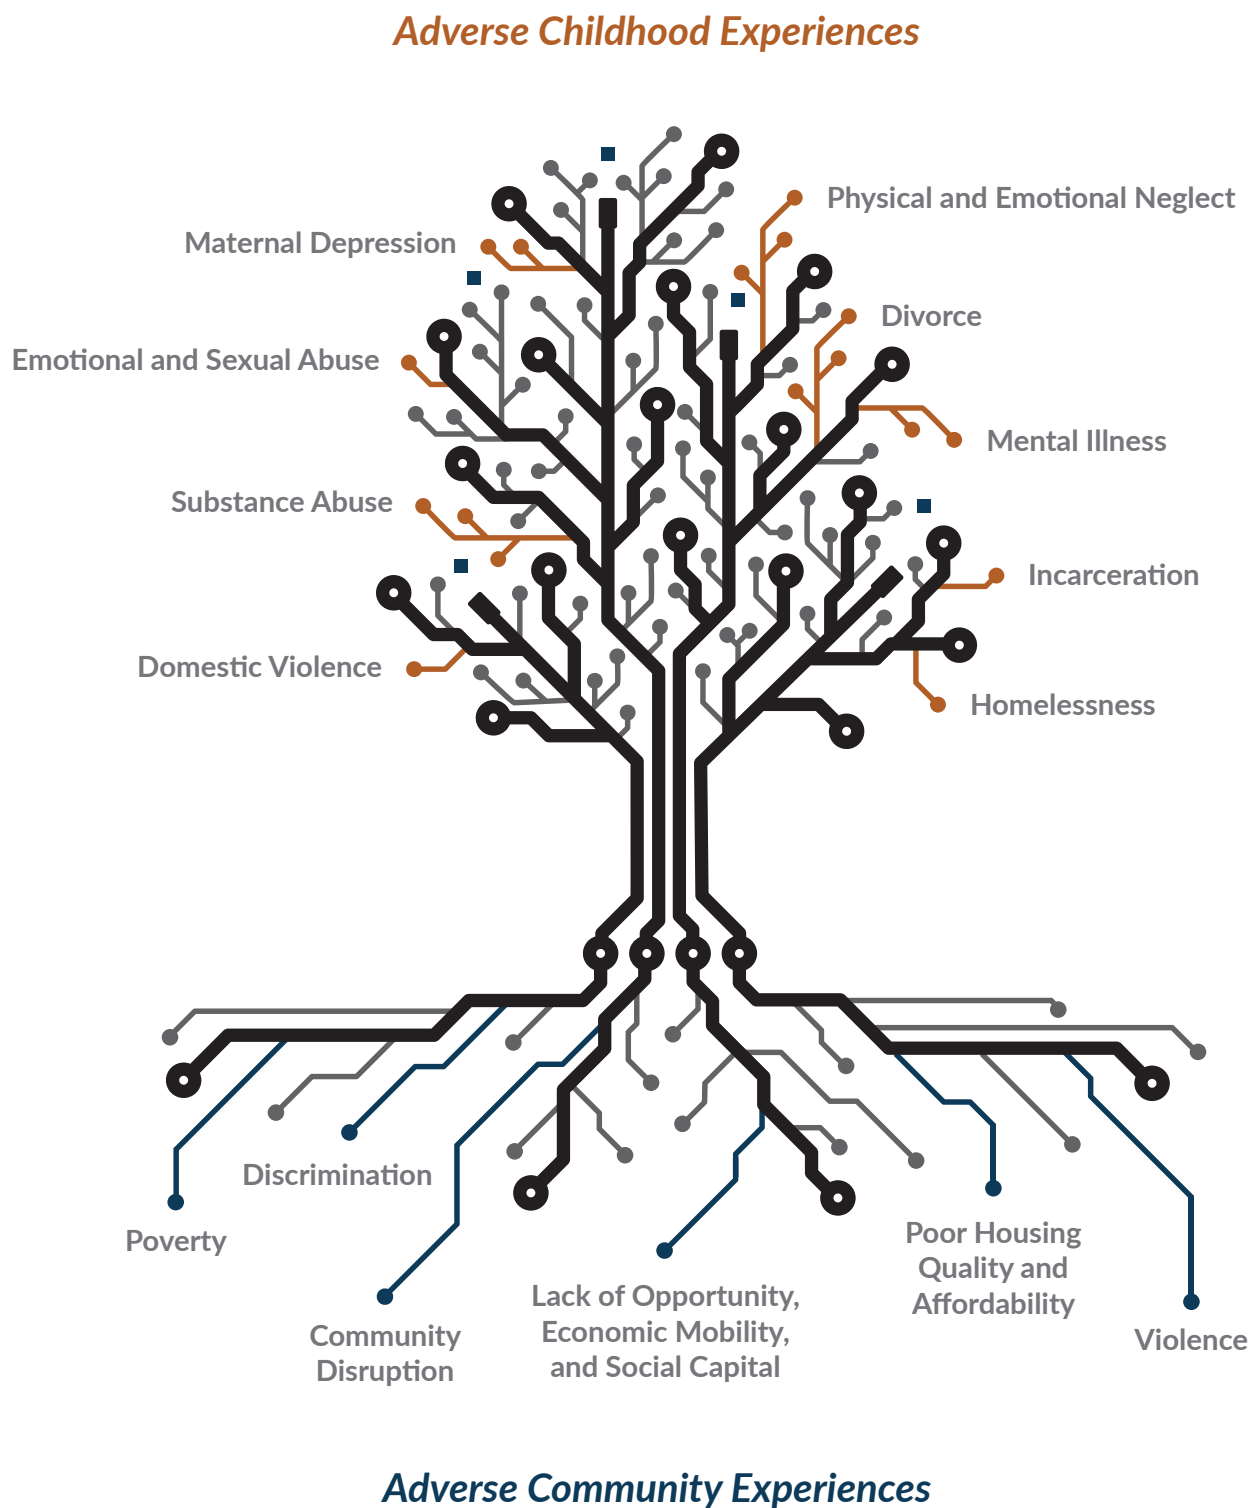 Adverse Childhood Experiences
Physical and Emotional Neglect
Maternal Depression
Divorce
Emotional and Sexual Abuse
Mental Illness
Substance Abuse
Incarceration
Domestic Violence
Homelessness
Discrimination
Poverty
Poor Housing
Quality and
Affordability
Lack of Opportunity,
Economic Mobility,
and Social Capital
Community
Disruption
Violence
Adverse Community Experiences